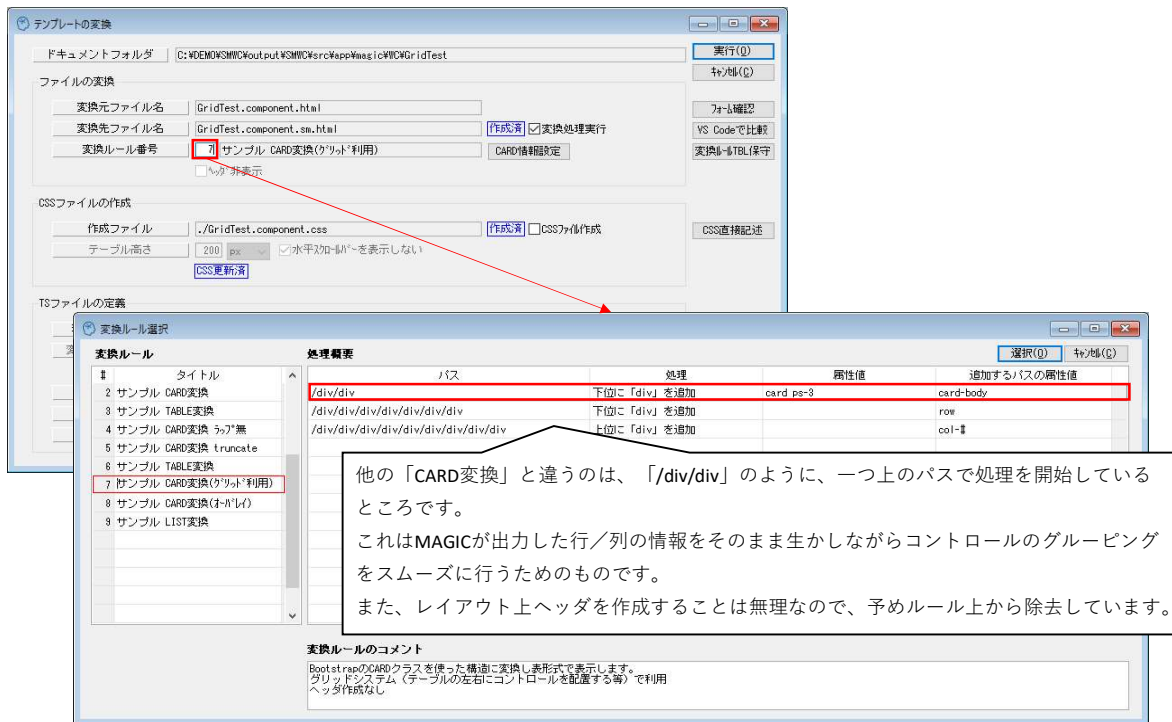 テンプレートの変換
ドキュメントフォルダ C:¥DEMO¥SMWC¥output¥SMWC¥src¥app¥magic¥WC¥GridTest 実行(O)
ファイルの変換 ｷｬﾝｾﾙ(C)
変換元ファイル名 GridTest.component.html ﾌｫｰﾑ確認
変換先ファイル名 GridTest.component.sm.html 作成済 変換処理実行 VS Codeで比較
変換ルール番号 7 サンプル CARD変換(ｸﾞﾘｯﾄﾞ利用) CARD情報設定 変換ﾙｰﾙTBL保守
ﾍｯﾀﾞ非表示
CSSファイルの作成
作成ファイル ./GridTest.component.css 作成済 CSSﾌｧｲﾙ作成 CSS直接記述
テーブル高さ 200 px 水平ｽｸﾛｰﾙﾊﾞｰを表示しない
CSS更新済
TSファイルの定義
変換ルール選択
変換ルール 処理概要 選択(O) ｷｬﾝｾﾙ(C)
# タイトル パス 処理 属性値 追加するパスの属性値
2 サンプル CARD変換 /div/div 下位に「div」を追加 card ps-3 card-body
3 サンプル TABLE変換 /div/div/div/div/div/div/div 下位に「div」を追加 row
4 サンプル CARD変換 ﾗｯﾌﾟ無 /div/div/div/div/div/div/div/div/div 上位に「div」を追加 col-#
5 サンプル CARD変換 truncate
6 サンプル TABLE変換
7 サンプル CARD変換(ｸﾞﾘｯﾄﾞ利用)
8 サンプル CARD変換(ｵｰﾊﾞﾚｲ)
9 サンプル LIST変換
他の「CARD変換」と違うのは、「/div/div」のように、一つ上のパスで処理を開始している
ところです。
これはMAGICが出力した行／列の情報をそのまま生かしながらコントロールのグルーピング
をスムーズに行うためのものです。
また、レイアウト上ヘッダを作成することは無理なので、予めルール上から除去しています。
変換ルールのコメント
BootstrapのCARDクラスを使った構造に変換し表形式で表示します。
グリッドシステム（テーブルの左右にコントロールを配置する等）で利用
ヘッダ作成なし